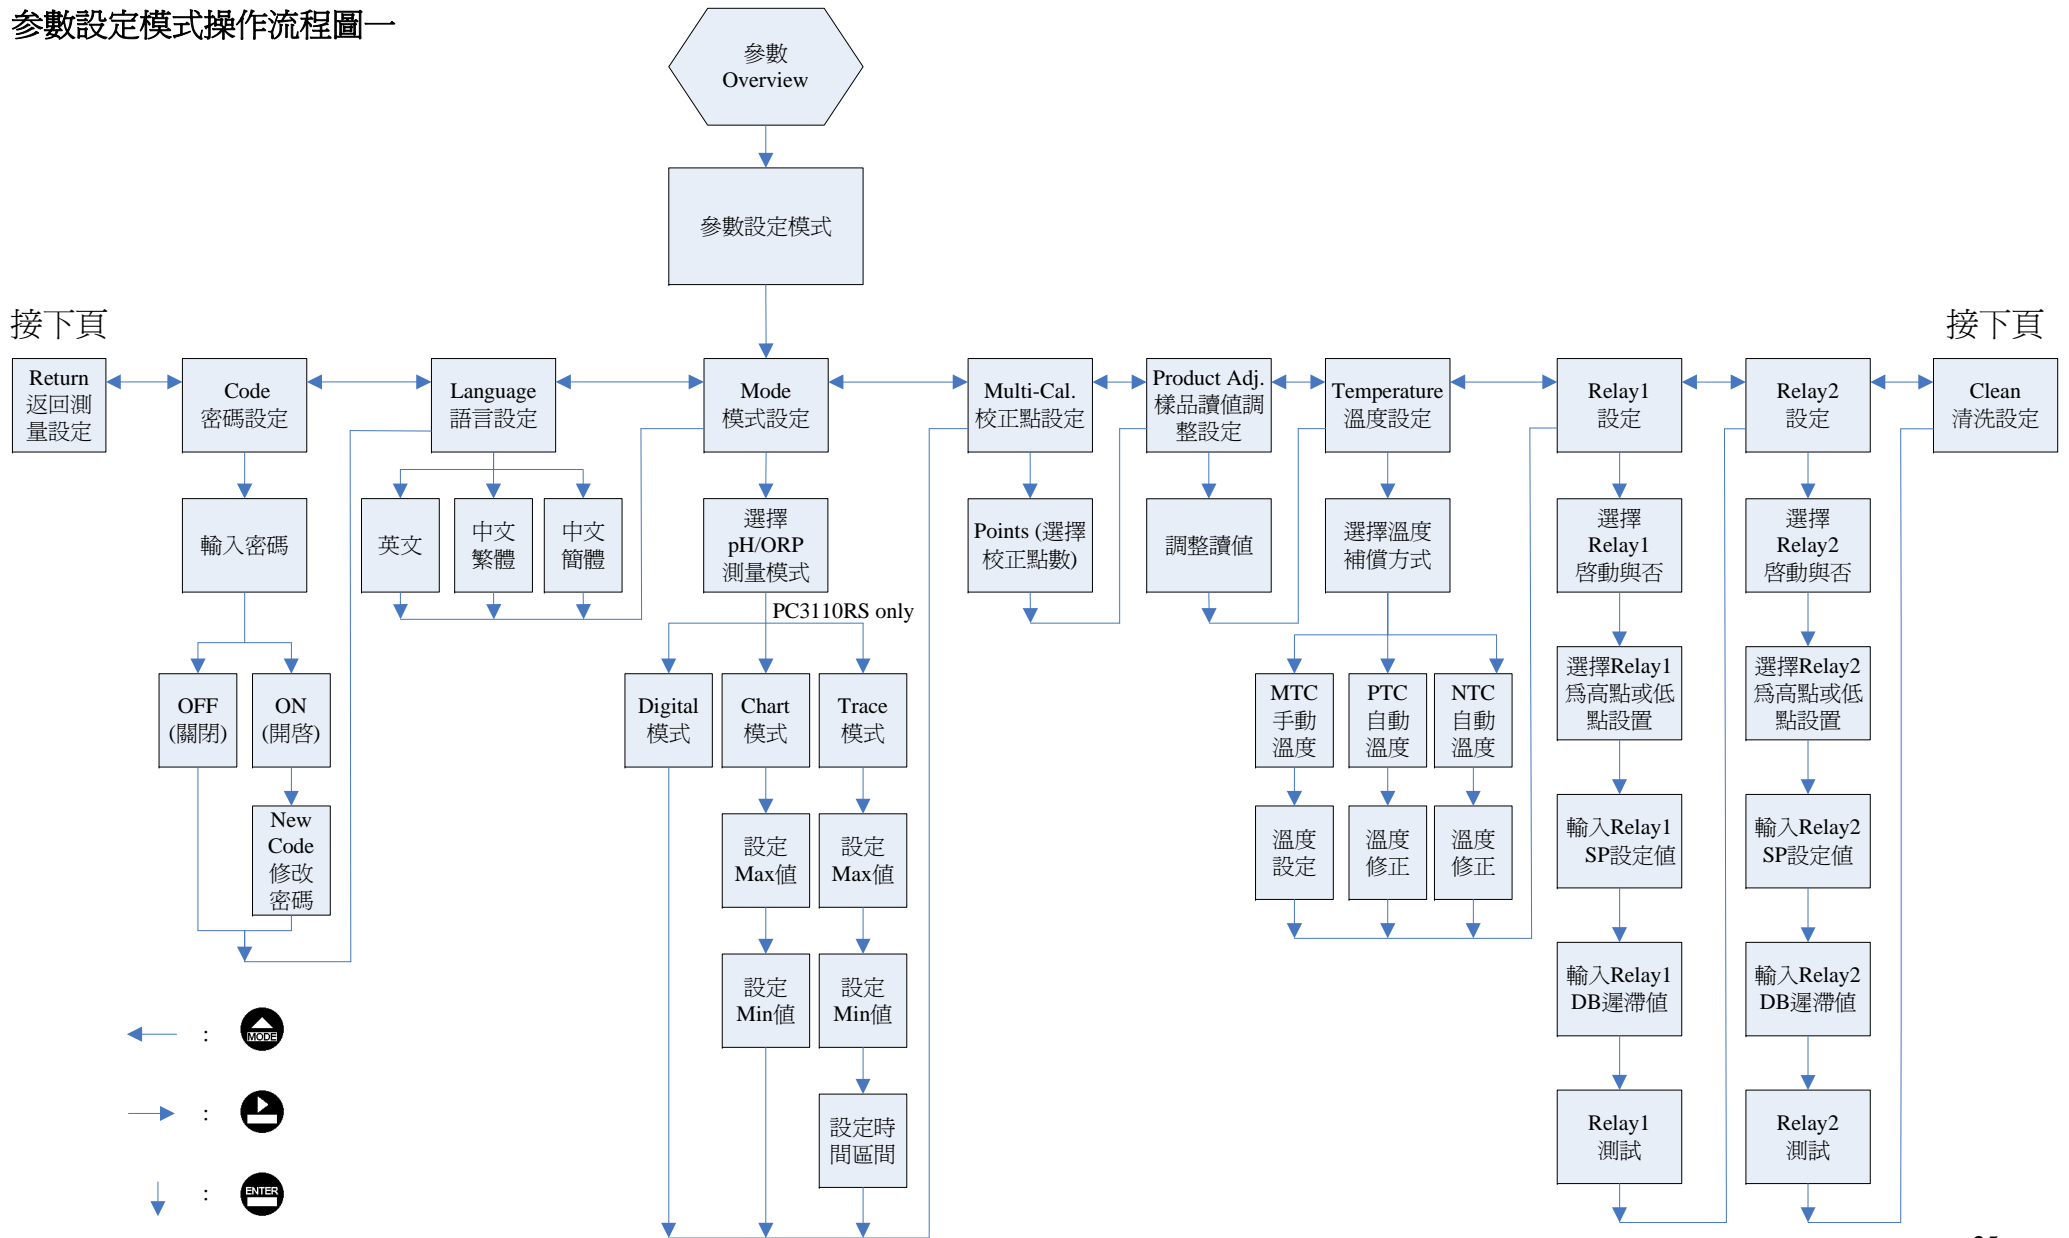 參數設定模式操作流程圖一
參數
Overview
參數設定模式
接下頁
接下頁
Return
返回測
量設定
Code
密碼設定
Language
語言設定
Mode
模式設定
Multi-Cal.
校正點設定
Product Adj.
樣品讀值調
整設定
Temperature
溫度設定
Relay1
設定
Relay2
設定
Clean
清洗設定
輸入密碼
英文
中文
繁體
中文
簡體
選擇
pH/ORP
測量模式
Points (選擇
校正點數)
調整讀值
選擇溫度
補償方式
選擇
Relay1
啓動與否
選擇
Relay2
啓動與否
PC3110RS only
OFF
(關閉)
ON
(開啓)
Digital
模式
Chart
模式
Trace
模式
MTC
手動
溫度
PTC
自動
溫度
NTC
自動
溫度
選擇Relay1
爲高點或低
點設置
選擇Relay2
爲高點或低
點設置
New
Code
修改
密碼
設定
Max值
設定
Max值
溫度
設定
溫度
修正
溫度
修正
輸入Relay1
SP設定值
輸入Relay2
SP設定值
設定
Min值
設定
Min值
輸入Relay1
DB遲滯值
輸入Relay2
DB遲滯值
: MODE
:
設定時
間區間
Relay1
測試
Relay2
測試
: ENTER